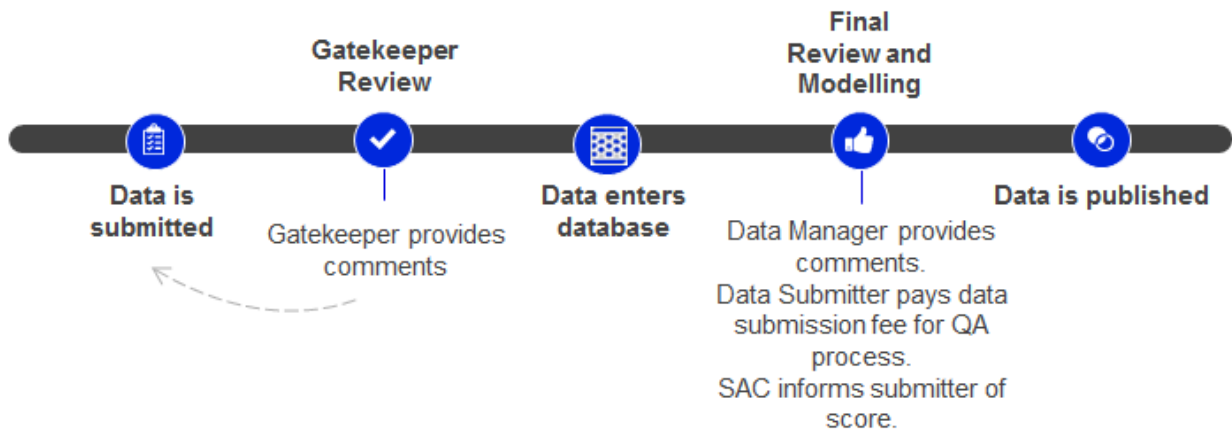 Data is
submitted
Gatekeeper
Review
Gatekeeper provides
comments
Data enters
database
Final
Review and
Modelling
Data Manager provides
comments.
Data Submitter pays data
submission fee for QA
process.
SAC informs submitter of
score.
Data is published